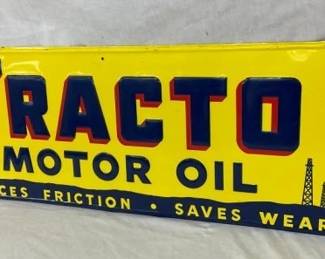 RACTO
MOTOR OIL
CES FRICTION • SAVES WEAR